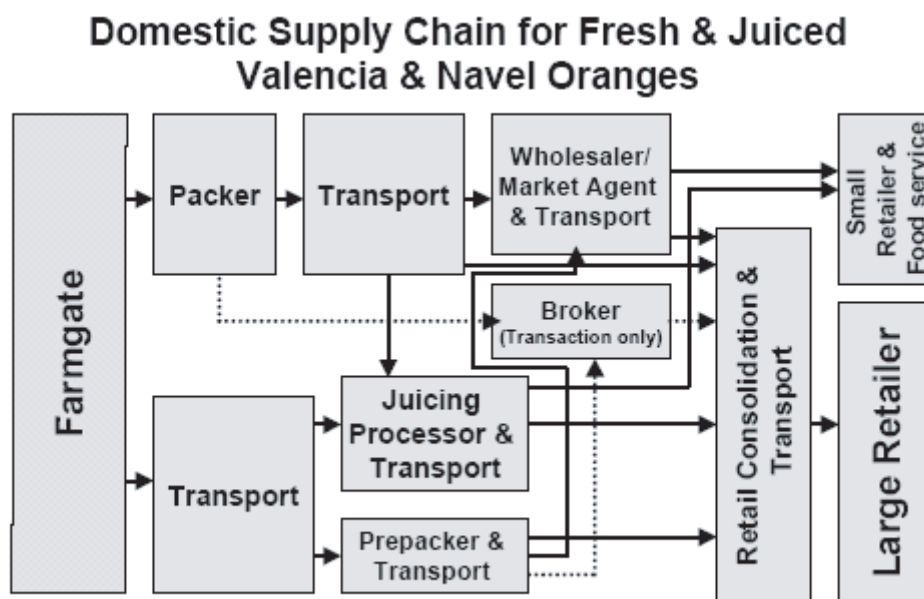 Domestic Supply Chain for Fresh & Juiced
Valencia & Navel Oranges
Farmgate
Packer
Transport
Wholesaler/
Market Agent
& Transport
Small
Retailer &
Food service
Broker
(Transaction only)
Juicing
Processor &
Transport
Transport
Prepacker &
Transport
Retail Consolidation &
Transport
Large Retailer